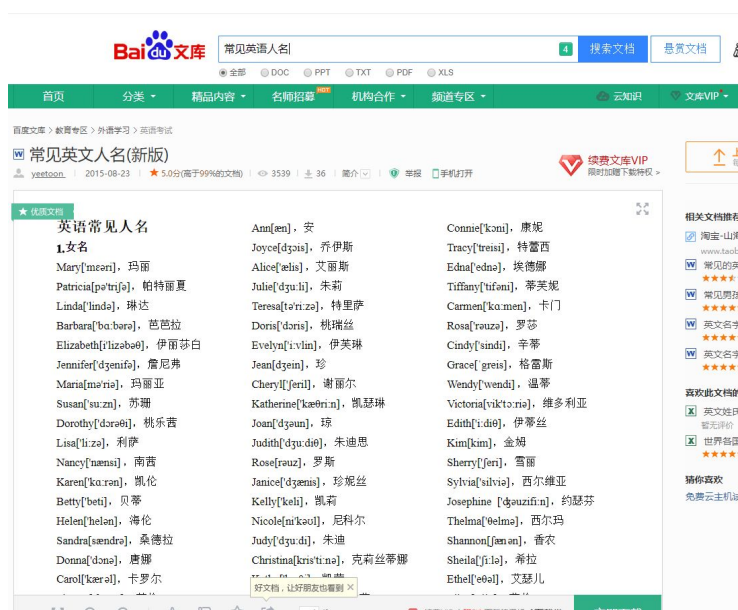 Bai du 文库
常见英语人名
4
搜索文档
悬赏文档
全部 DOC PPT TXT PDF XLS
首页 分类 精品内容 名师招募 HOT 机构合作 频道专区 云知识 文库VIP
百度文库 > 教育专区 > 外语学习 > 英语考试
常见英文人名(新版)
yeetoon 2015-08-23 5.0分(高于99%的文档) 3539 36 简介 举报 手机打开
续费文库VIP
限时加赠下载特权 >
优质文档
英语常见人名
1.女名
Mary['mɛəri], 玛丽
Patricia[pə'triʃə], 帕特丽夏
Linda['lində], 琳达
Barbara['bɑ:bərə], 芭芭拉
Elizabeth[i'lizəbəθ], 伊丽莎白
Jennifer['dʒenifə], 詹尼弗
Maria[mə'riə], 玛丽亚
Susan['su:zn], 苏珊
Dorothy['dɔrəθi], 桃乐茜
Lisa['li:zə], 利萨
Nancy['nænsi], 南茜
Karen['kɑ:rən], 凯伦
Betty['beti], 贝蒂
Helen['helən], 海伦
Sandra[sændrə], 桑德拉
Donna['dɔnə], 唐娜
Carol['kærəl], 卡罗尔
Ann[æn], 安
Joyce[dʒɔis], 乔伊斯
Alice['ælis], 艾丽斯
Julie['dʒu:li], 朱莉
Teresa[tə'ri:zə], 特里萨
Doris['dɔris], 桃瑞丝
Evelyn['i:vlin], 伊芙琳
Jean[dʒein], 珍
Cheryl['ʃeril], 谢丽尔
Katherine['kæθri:n], 凯瑟琳
Joan['dʒəun], 琼
Judith['dʒu:diθ], 朱迪思
Rose[rəuz], 罗斯
Janice['dʒænis], 珍妮丝
Kelly['keli], 凯莉
Nicole[ni'kəul], 尼科尔
Judy['dʒu:di], 朱迪
Christina[kris'ti:nə], 克莉丝蒂娜
Connie['kɔni], 康妮
Tracy['treisi], 特蕾西
Edna['ednə], 埃德娜
Tiffany['tifəni], 蒂芙妮
Carmen['kɑ:men], 卡门
Rosa['rəuzə], 罗莎
Cindy['sindi], 辛蒂
Grace['greis], 格雷斯
Wendy['wendi], 温蒂
Victoria[vik'tɔ:riə], 维多利亚
Edith['i:diθ], 伊蒂丝
Kim[kim], 金姆
Sherry['ʃeri], 雪丽
Sylvia['silviə], 西尔维亚
Josephine ['dʒəuzifi:n], 约瑟芬
Thelma['θelmə], 西尔玛
Shannon[ʃænən], 香农
Sheila['ʃi:lə], 希拉
Ethel['eθəl], 艾瑟儿
好文档，让好朋友也看到 ×
相关文档推荐
淘宝-山
www.taob
常见的英
常见男孩
英文名字
英文名字
喜欢此文档的
英文姓氏
暂无评价
世界各国
猜你喜欢
免费云主机试